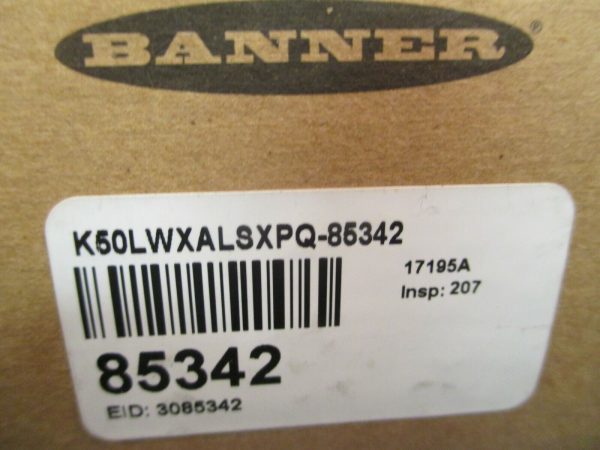 BANNER®
K50LWXALSXPQ-85342
17195A
Insp: 207
85342
EID: 3085342